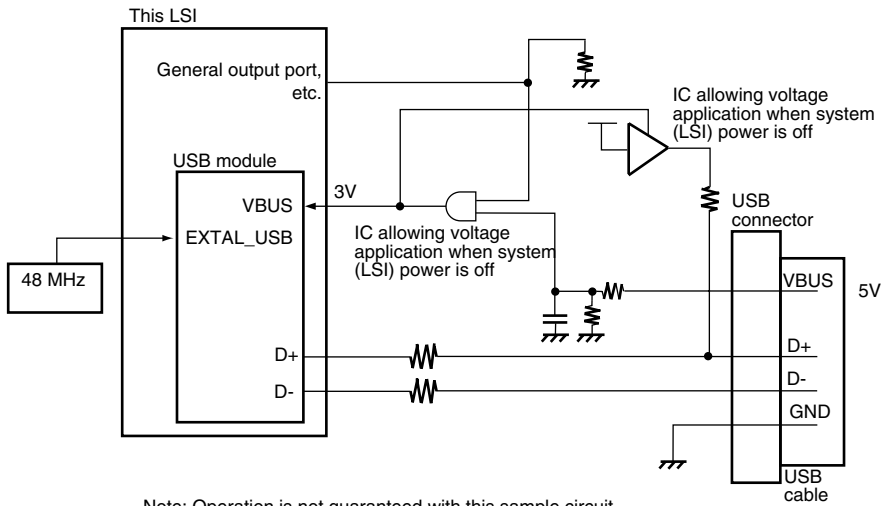 This LSI
General output port,
etc.
IC allowing voltage
application when system
(LSI) power is off
USB module
VBUS
3V
EXTAL_USB
IC allowing voltage
application when system
(LSI) power is off
48 MHz
USB
connector
VBUS
5V
D+
D-
D+
D-
GND
USB
cable
Note: Operation is not guaranteed with this sample circuit.